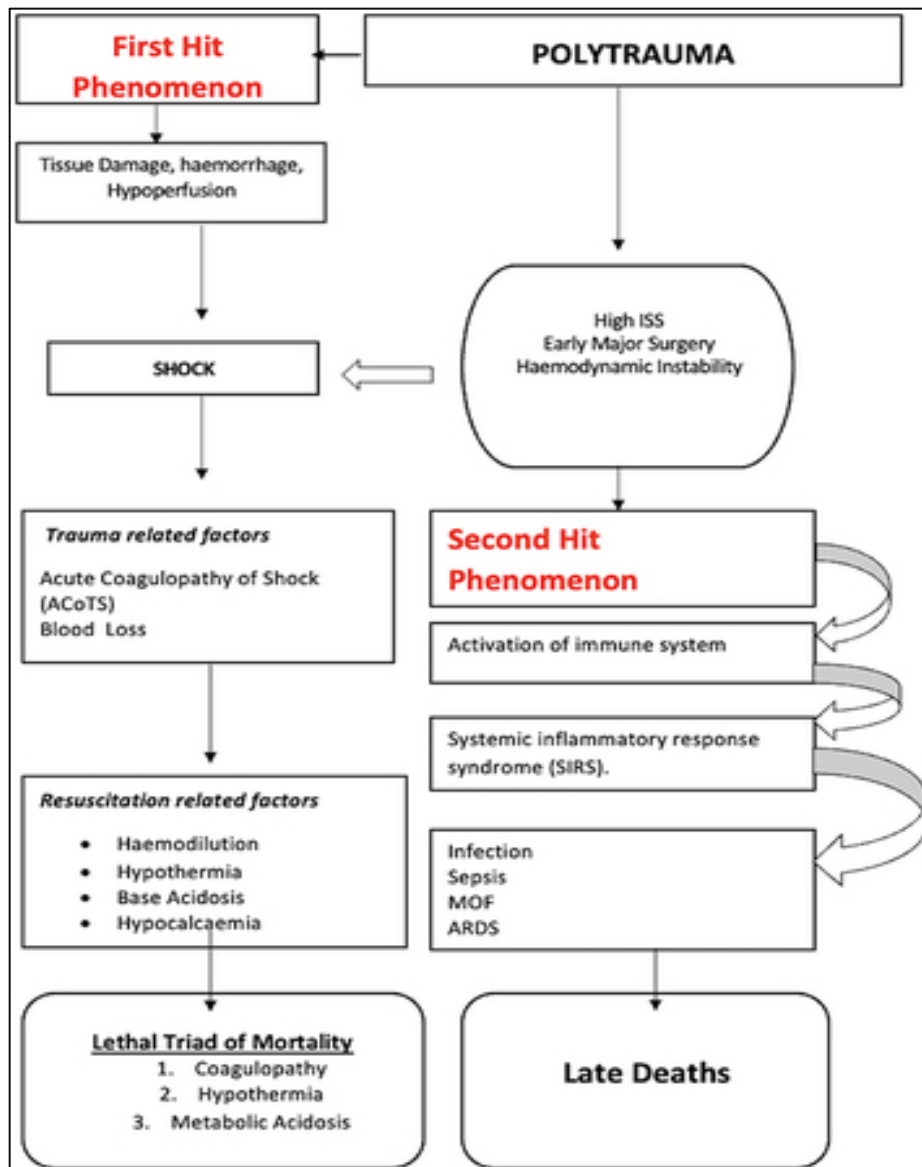 First Hit
Phenomenon
POLYTRAUMA
Tissue Damage, haemorrhage,
Hypoperfusion
High ISS
Early Major Surgery
Haemodynamic Instability
SHOCK
Trauma related factors
Acute Coagulopathy of Shock
(ACoTS)
Blood Loss
Second Hit
Phenomenon
Activation of immune system
Systemic inflammatory response
syndrome (SIRS).
Resuscitation related factors
• Haemodilution
• Hypothermia
• Base Acidosis
• Hypocalcaemia
Infection
Sepsis
MOF
ARDS
Lethal Triad of Mortality
1. Coagulopathy
2. Hypothermia
3. Metabolic Acidosis
Late Deaths